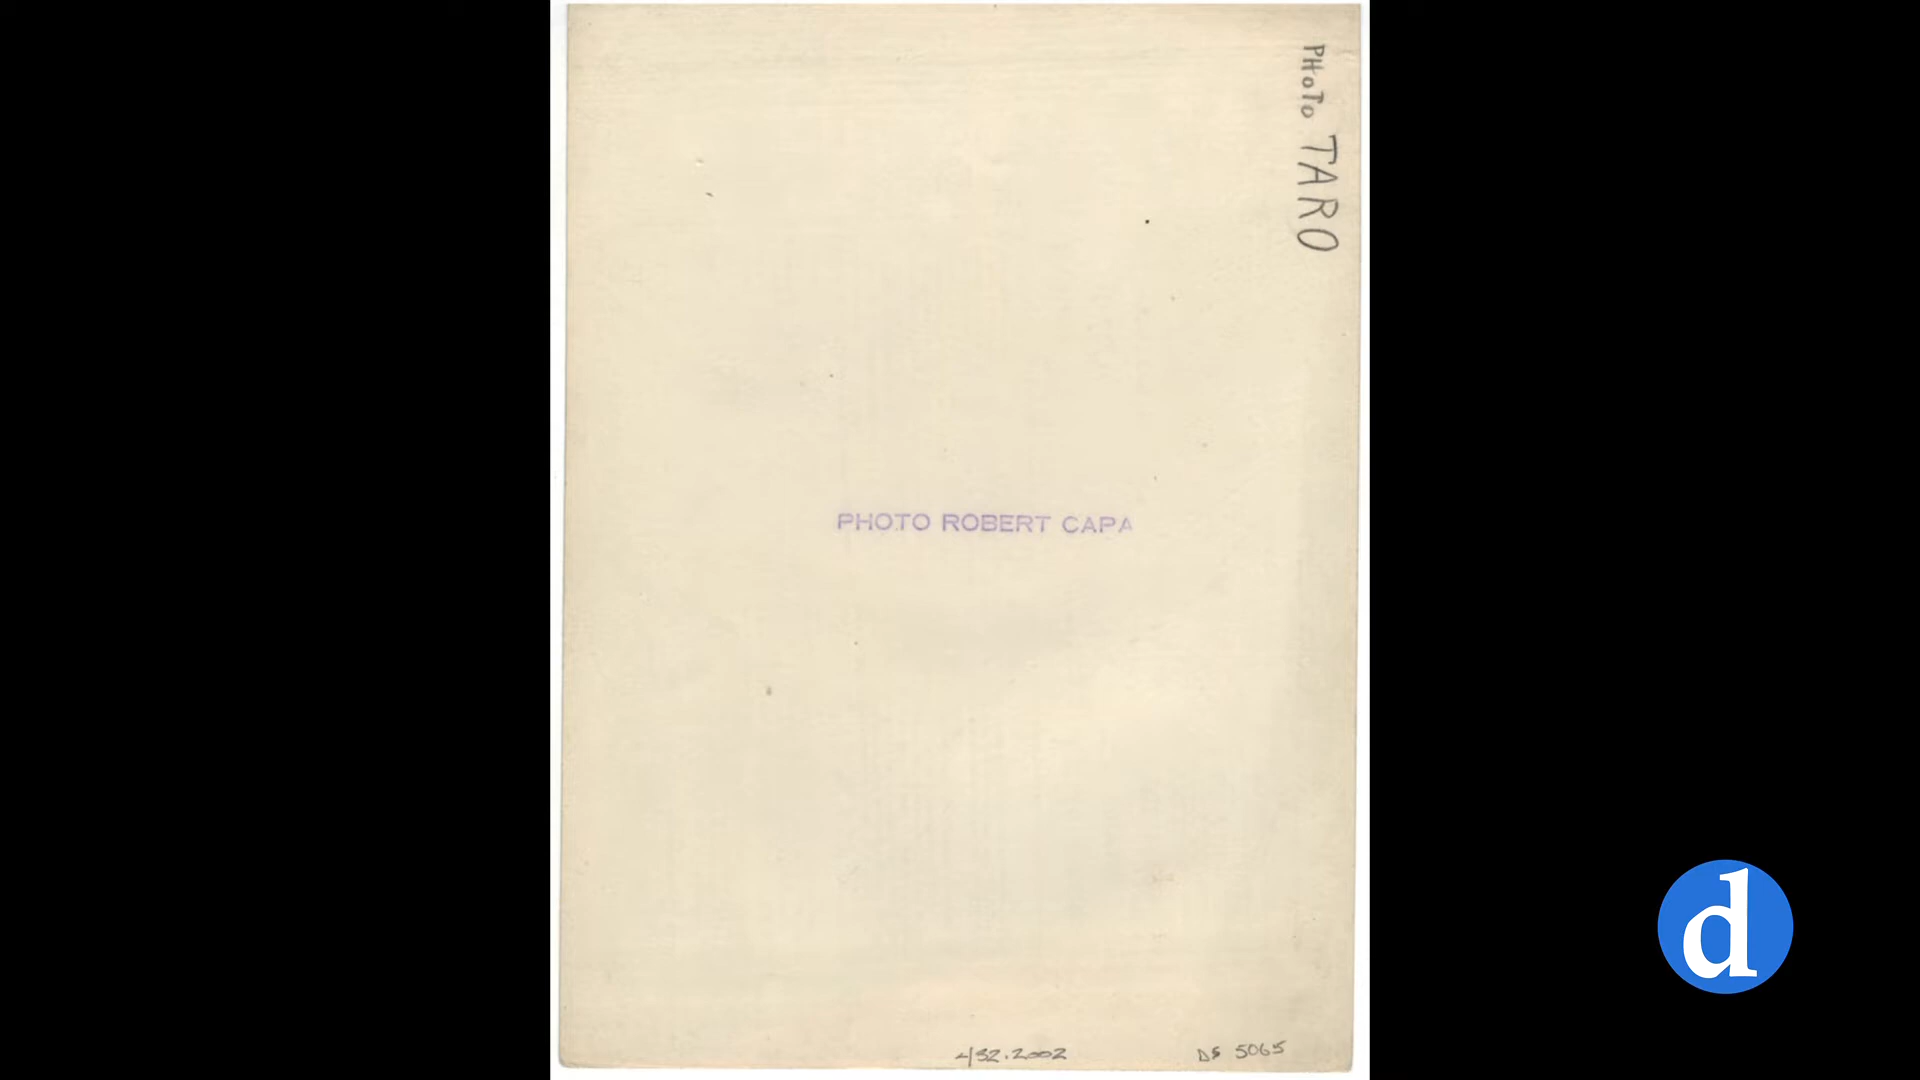 PHOTO TARO
PHOTO ROBERT CAPA
432.2002
DS 5065
d